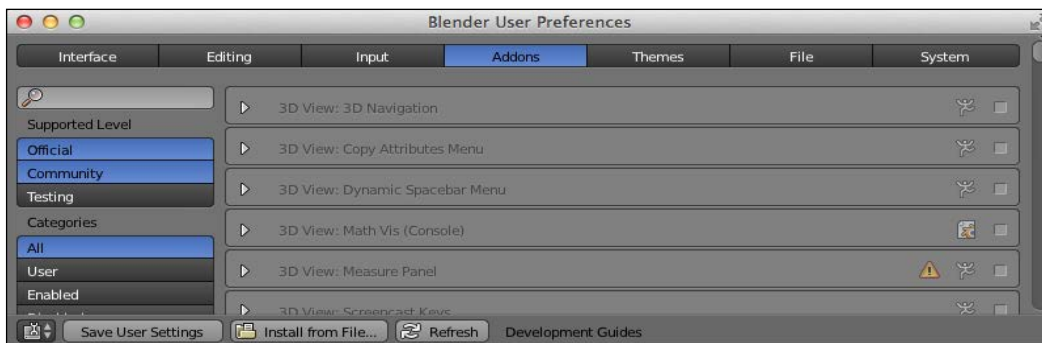 Blender User Preferences
Interface Editing Input Addons Themes File System
Supported Level
Official
Community
Testing
Categories
All
User
Enabled
Disabled
3D View: 3D Navigation
3D View: Copy Attributes Menu
3D View: Dynamic Spacebar Menu
3D View: Math Vis (Console)
3D View: Measure Panel
3D View: Screencast Keys
Save User Settings Install from File... Refresh Development Guides